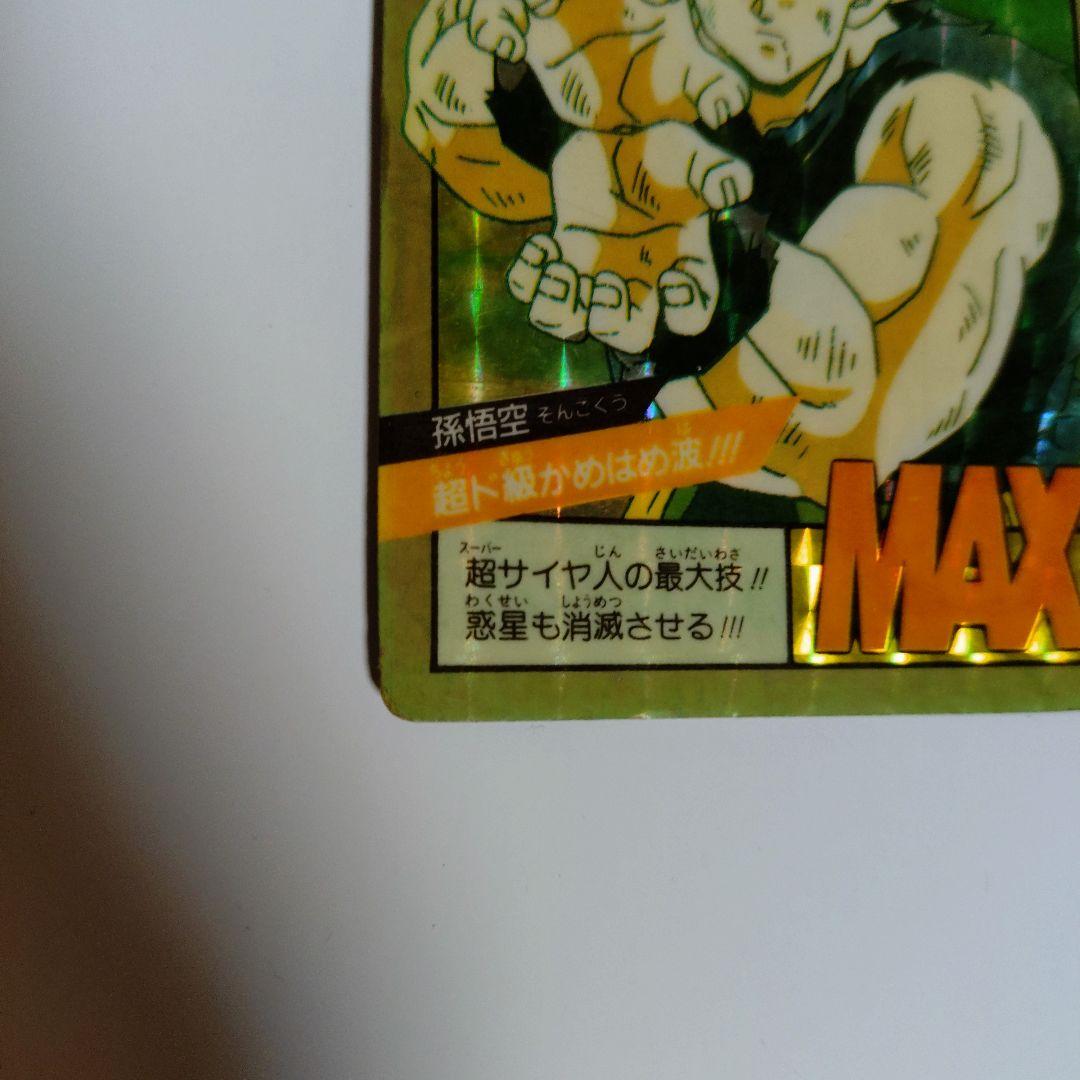 孫悟空 そんごくう
超ド級かめはめ波!!!
超サイヤ人の最大技!!
惑星も消滅させる!!!
MAX